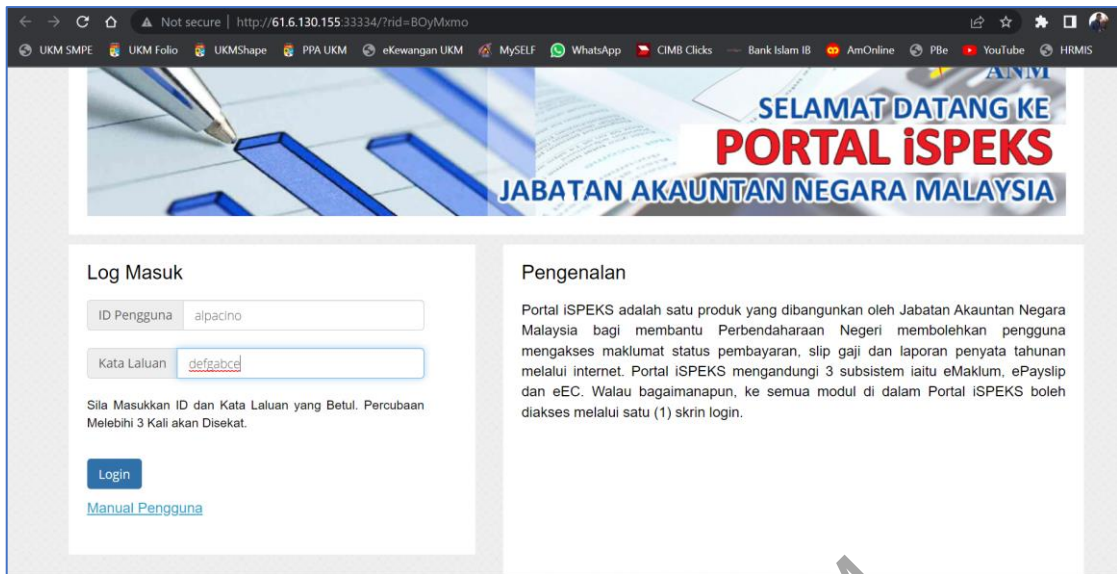 Not secure | http://61.6.130.155:33334/?rid=BOyMxmo
UKM SMPE UKM Folio UKMShape PPA UKM eKewangan UKM MySELF WhatsApp CIMB Clicks Bank Islam IB AmOnline PBe YouTube HRMIS
ANM
SELAMAT DATANG KE
PORTAL iSPEKS
JABATAN AKAUNTAN NEGARA MALAYSIA
Log Masuk
ID Pengguna alpacino
Kata Laluan defgabce
Sila Masukkan ID dan Kata Laluan yang Betul. Percubaan
Melebihi 3 Kali akan Disekat.
Login
Manual Pengguna
Pengenalan
Portal iSPEKS adalah satu produk yang dibangunkan oleh Jabatan Akauntan Negara
Malaysia bagi membantu Perbendaharaan Negeri membolehkan pengguna
mengakses maklumat status pembayaran, slip gaji dan laporan penyata tahunan
melalui internet. Portal iSPEKS mengandungi 3 subsistem iaitu eMaklum, ePayslip
dan eEC. Walau bagaimanapun, ke semua modul di dalam Portal iSPEKS boleh
diakses melalui satu (1) skrin login.